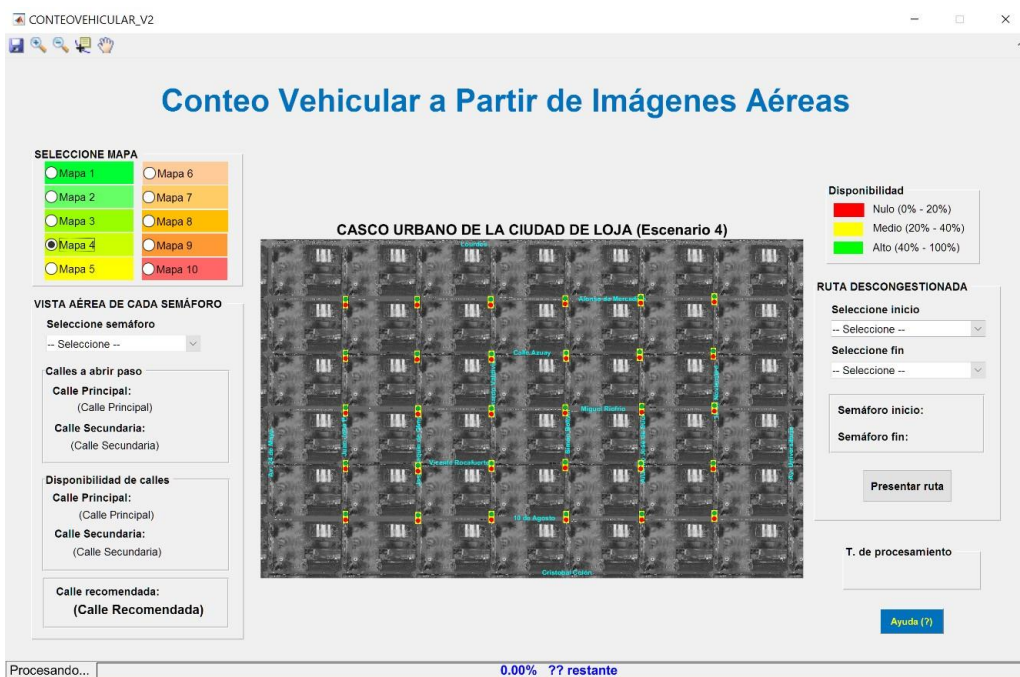 CONTEOVEHICULAR_V2
Conteo Vehicular a Partir de Imágenes Aéreas
SELECCIONE MAPA
Mapa 1
Mapa 6
Mapa 2
Mapa 7
Mapa 3
Mapa 8
Mapa 4
Mapa 9
Mapa 5
Mapa 10
VISTA AÉREA DE CADA SEMÁFORO
Seleccione semáforo
-- Seleccione --
Calles a abrir paso
Calle Principal:
(Calle Principal)
Calle Secundaria:
(Calle Secundaria)
Disponibilidad de calles
Calle Principal:
(Calle Principal)
Calle Secundaria:
(Calle Secundaria)
Calle recomendada:
(Calle Recomendada)
CASCO URBANO DE LA CIUDAD DE LOJA (Escenario 4)
Lourdes
Calle Azuay
Miguel Riofrío
Vicente Rocafuerte
10 de Agosto
Cristobal Colón
Disponibilidad
Nulo (0% - 20%)
Medio (20% - 40%)
Alto (40% - 100%)
RUTA DESCONGESTIONADA
Seleccione inicio
-- Seleccione --
Seleccione fin
-- Seleccione --
Semáforo inicio:
Semáforo fin:
Presentar ruta
T. de procesamiento
Ayuda (?)
Procesando...
0.00% ?? restante